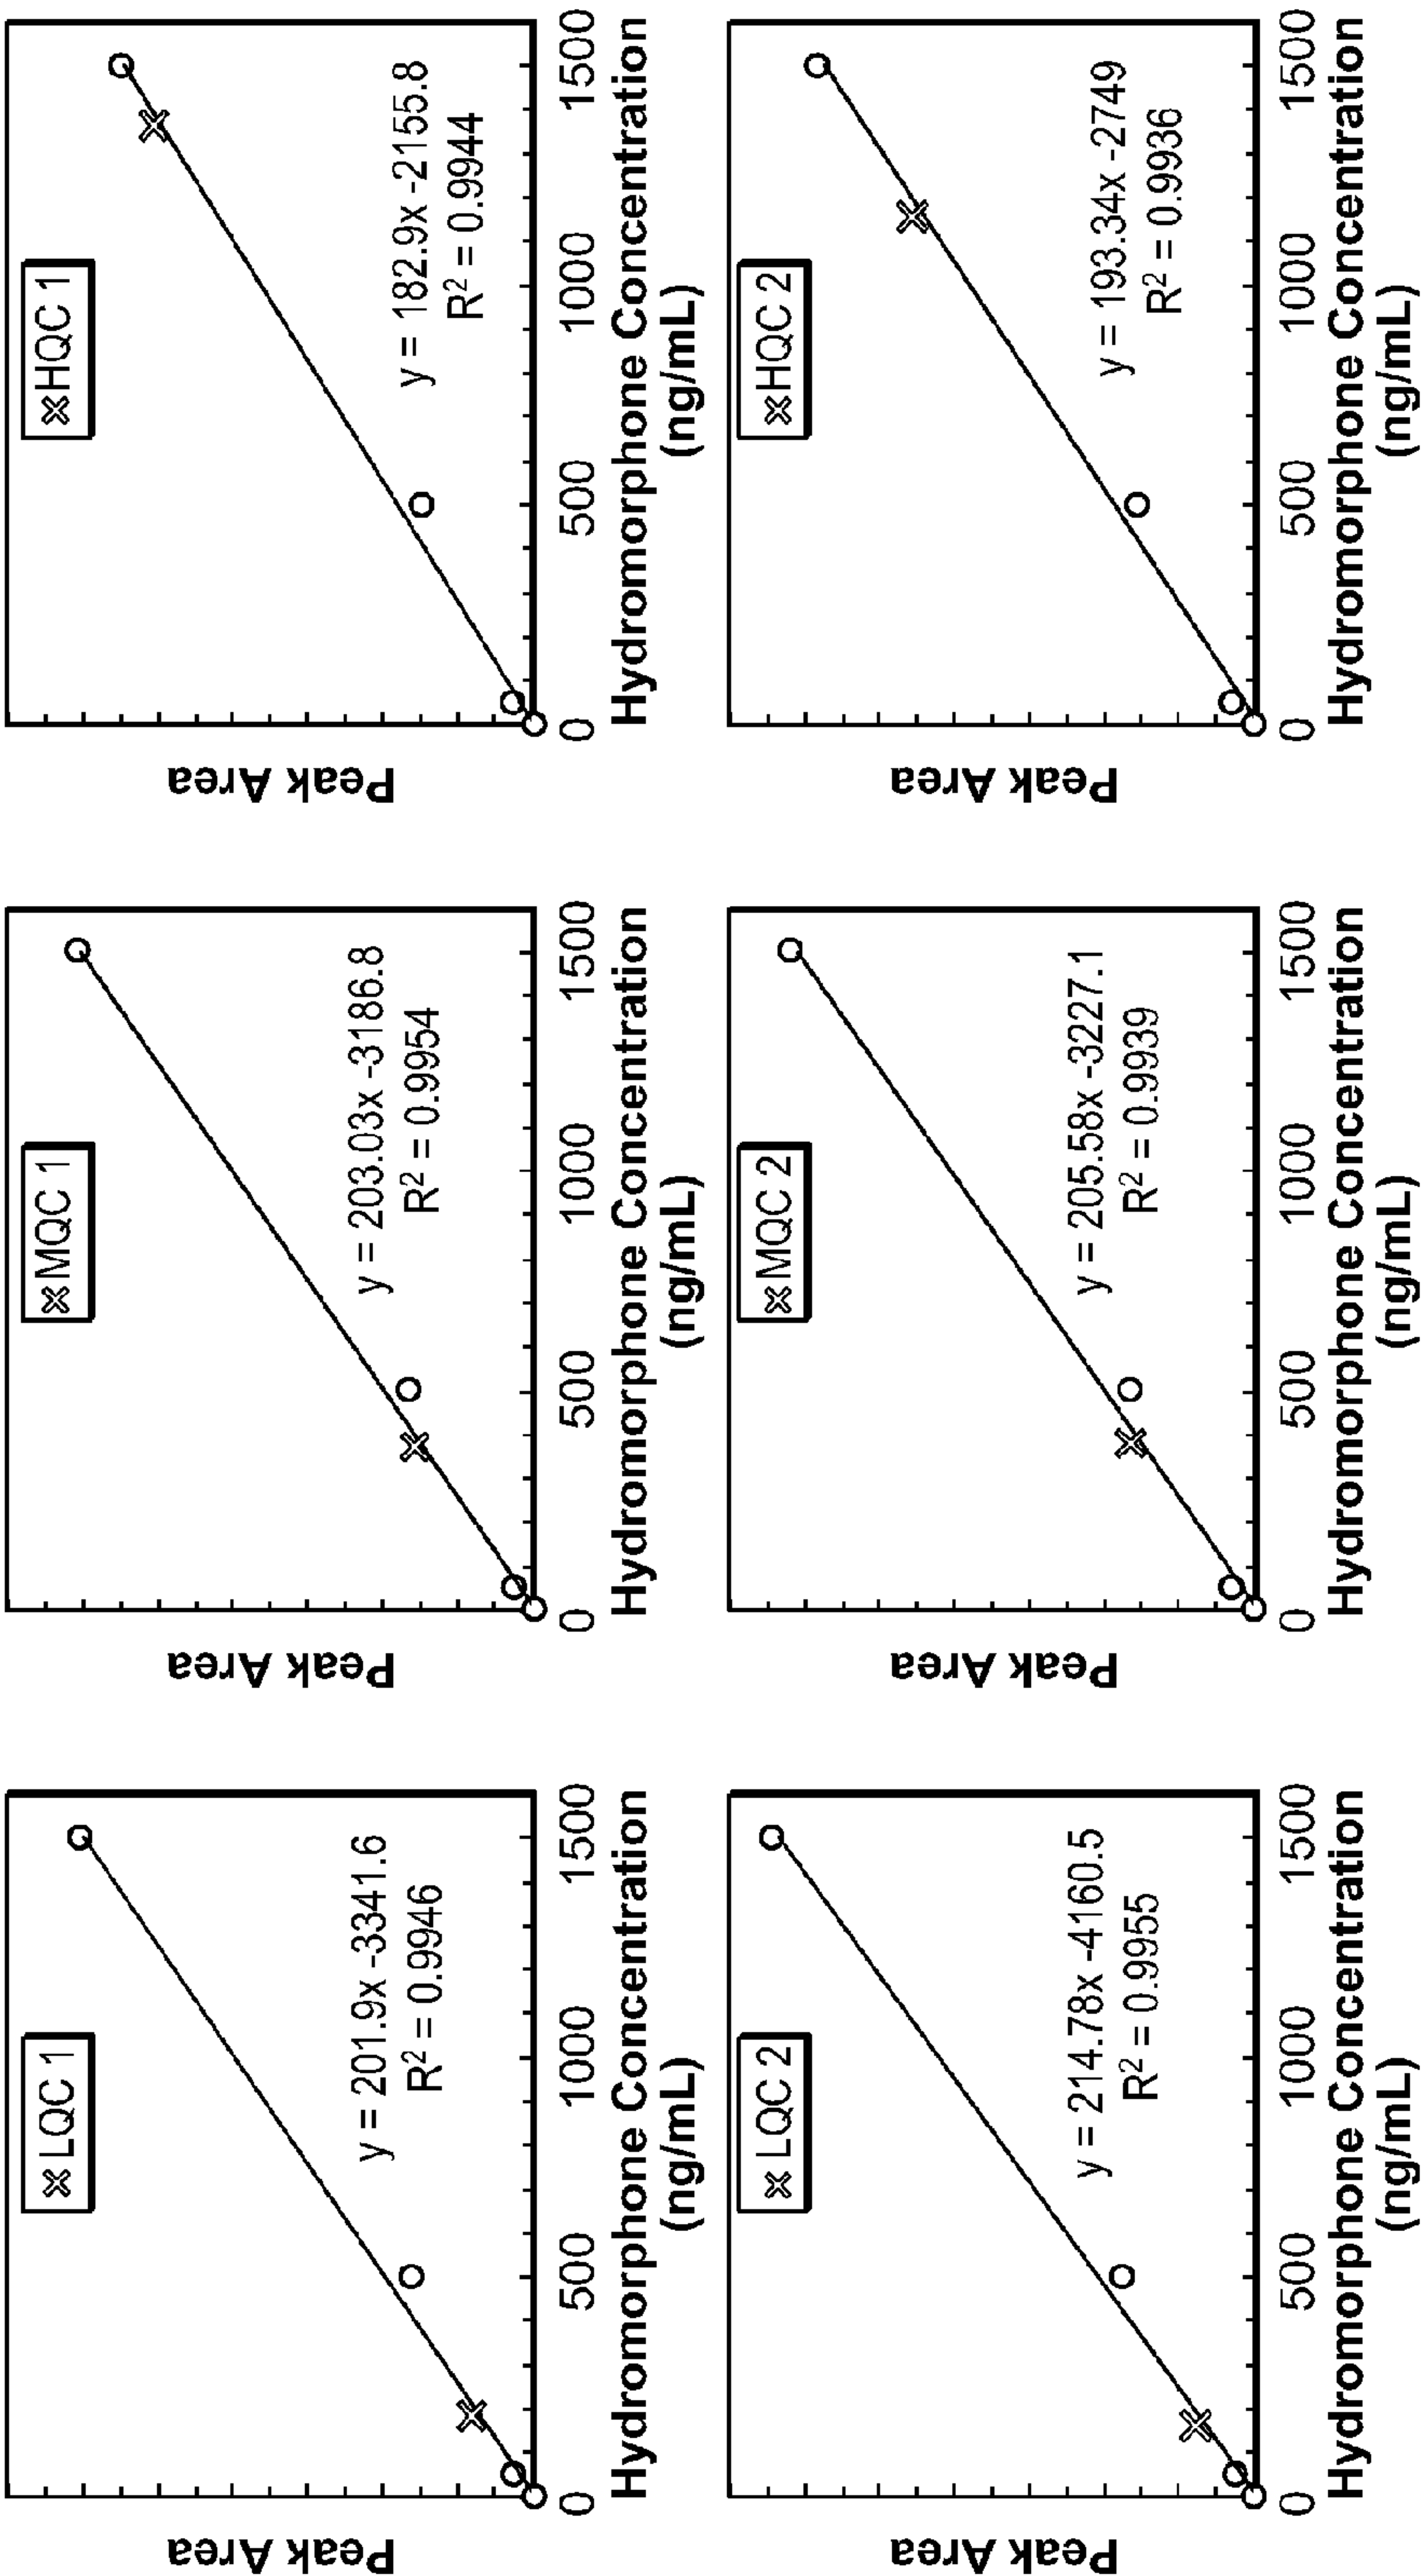 LQC 1
Peak Area
y = 201.9x -3341.6
R² = 0.9946
0 500 1000 1500
Hydromorphone Concentration
(ng/mL)
MQC 1
Peak Area
y = 203.03x -3186.8
R² = 0.9954
0 500 1000 1500
Hydromorphone Concentration
(ng/mL)
HQC 1
Peak Area
y = 182.9x -2155.8
R² = 0.9944
0 500 1000 1500
Hydromorphone Concentration
(ng/mL)
LQC 2
Peak Area
y = 214.78x -4160.5
R² = 0.9955
0 500 1000 1500
Hydromorphone Concentration
(ng/mL)
MQC 2
Peak Area
y = 205.58x -3227.1
R² = 0.9939
0 500 1000 1500
Hydromorphone Concentration
(ng/mL)
HQC 2
Peak Area
y = 193.34x -2749
R² = 0.9936
0 500 1000 1500
Hydromorphone Concentration
(ng/mL)